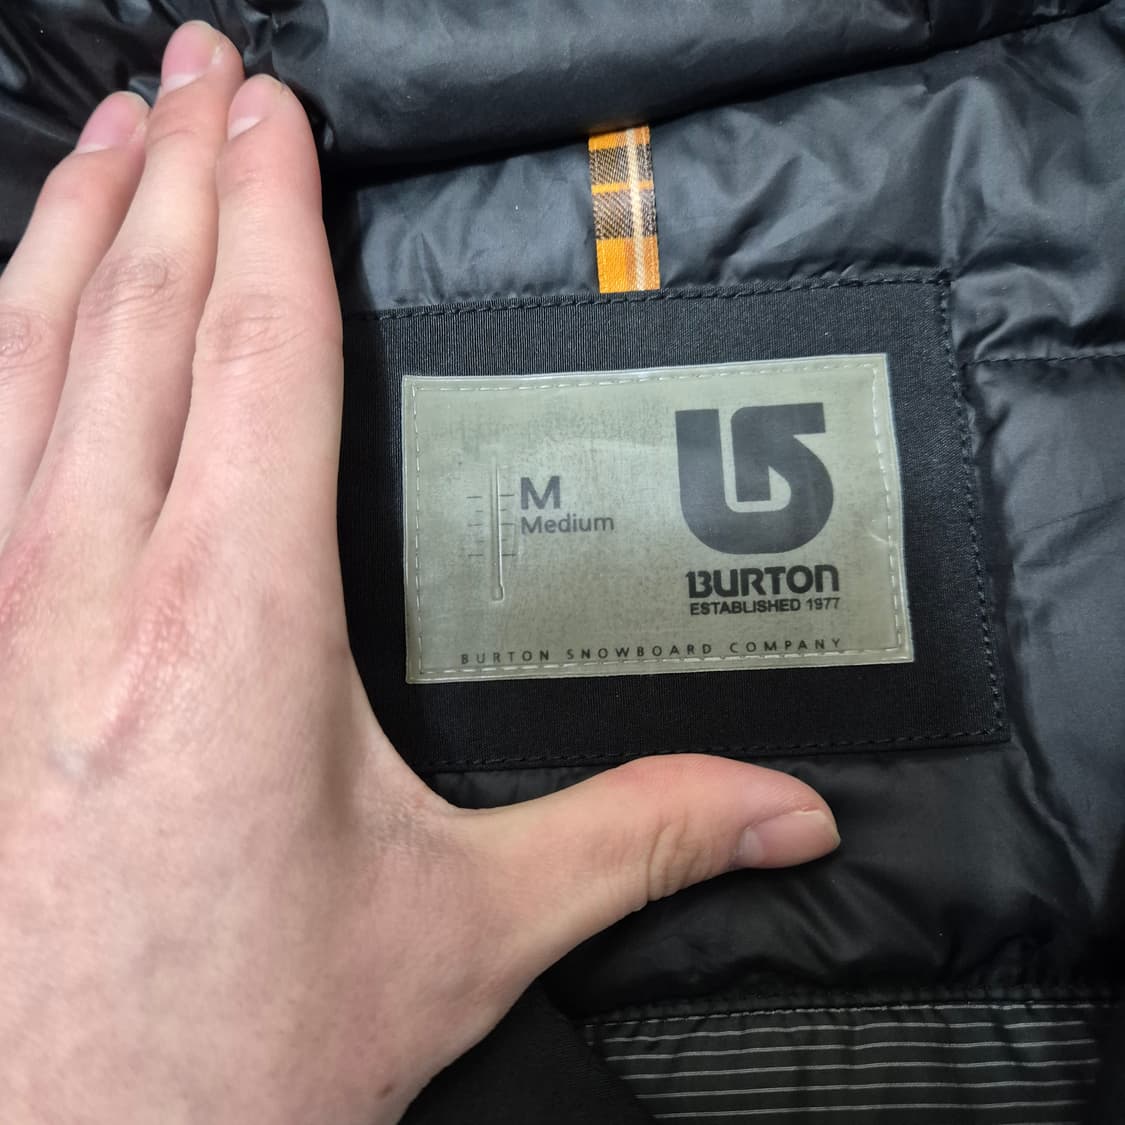 M
Medium
BURTON
ESTABLISHED 1977
BURTON SNOWBOARD COMPANY